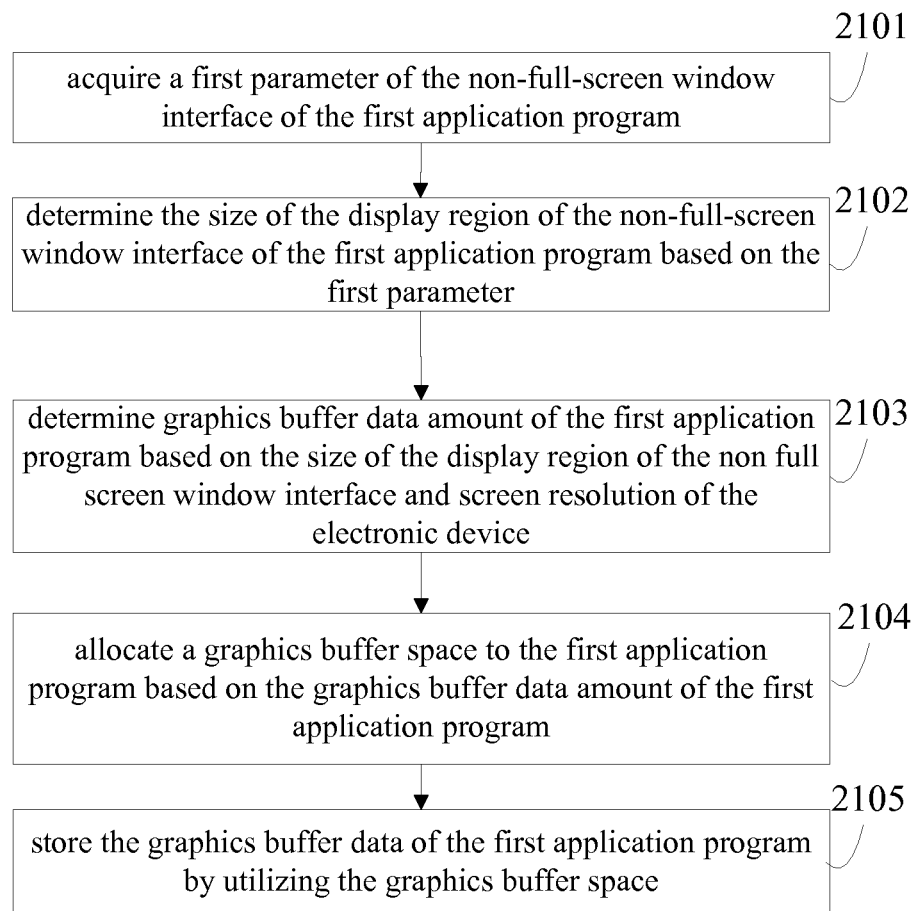 2101
acquire a first parameter of the non-full-screen window
interface of the first application program
2102
determine the size of the display region of the non-full-screen
window interface of the first application program based on the
first parameter
2103
determine graphics buffer data amount of the first application
program based on the size of the display region of the non full
screen window interface and screen resolution of the
electronic device
2104
allocate a graphics buffer space to the first application
program based on the graphics buffer data amount of the first
application program
2105
store the graphics buffer data of the first application program
by utilizing the graphics buffer space